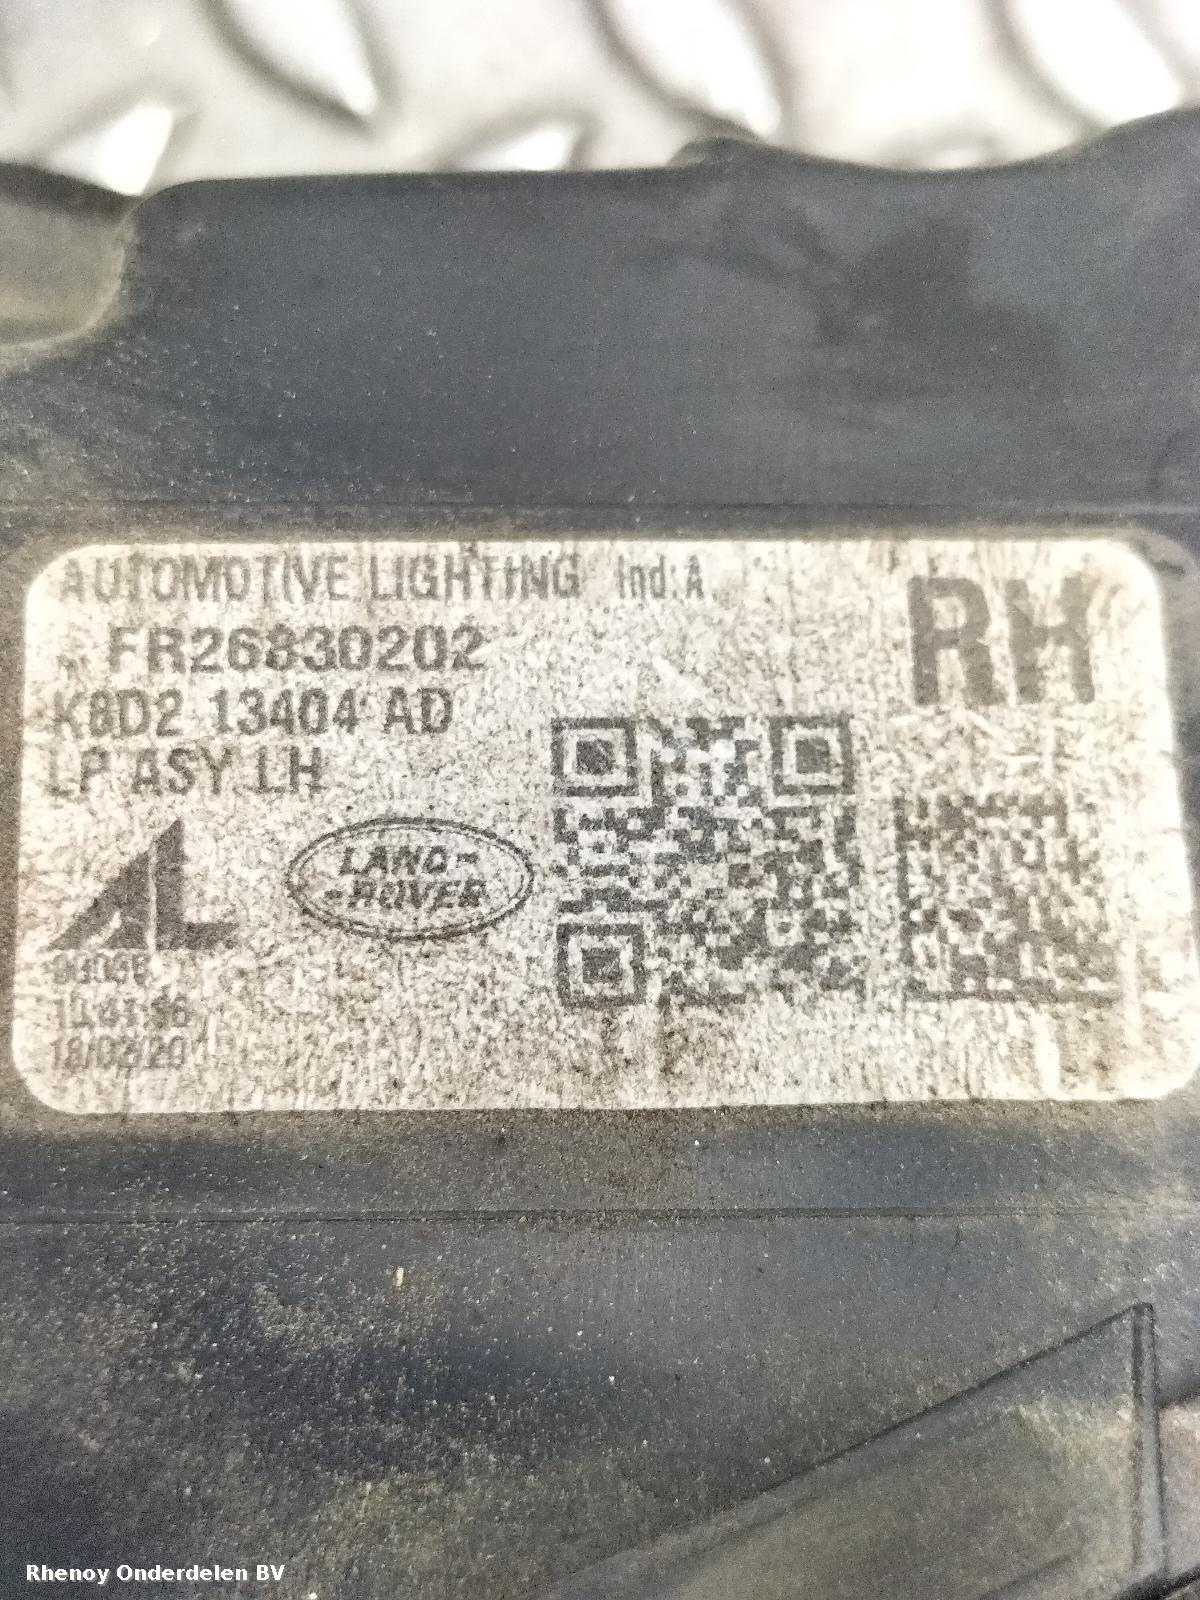 AUTOMOTIVE LIGHTING Ind:A
RH
FR26830202
K8D2 13404 AD
LP ASY LH
AL
LAND-
-ROVER
18/02/20
Rhenoy Onderdelen BV